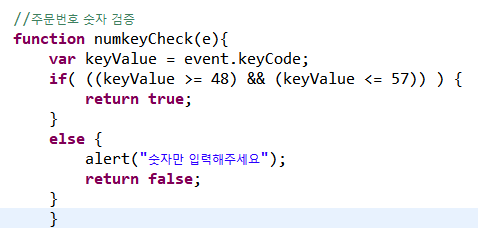 //주문번호 숫자 검증
function numkeyCheck(e){
    var keyValue = event.keyCode;
    if( ((keyValue >= 48) && (keyValue <= 57)) ) {
        return true;
    }
    else {
        alert("숫자만 입력해주세요");
        return false;
    }
    }